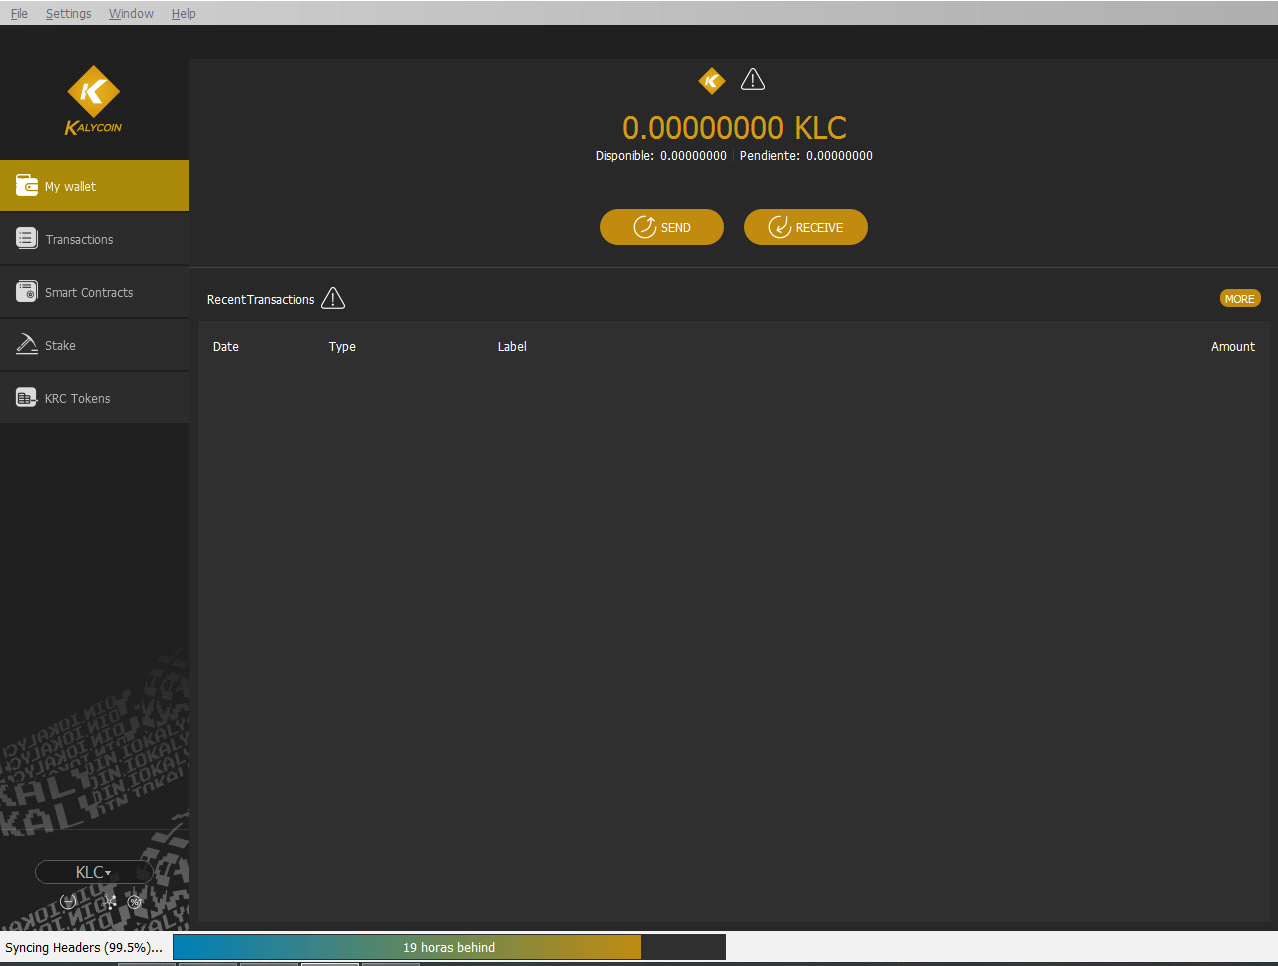 File Settings Window Help
KALYCOIN
0.00000000 KLC
Disponible: 0.00000000 Pendiente: 0.00000000
My wallet
SEND RECEIVE
Transactions
Smart Contracts
RecentTransactions MORE
Stake
Date Type Label Amount
KRC Tokens
KLC
Syncing Headers (99.5%)... 19 horas behind